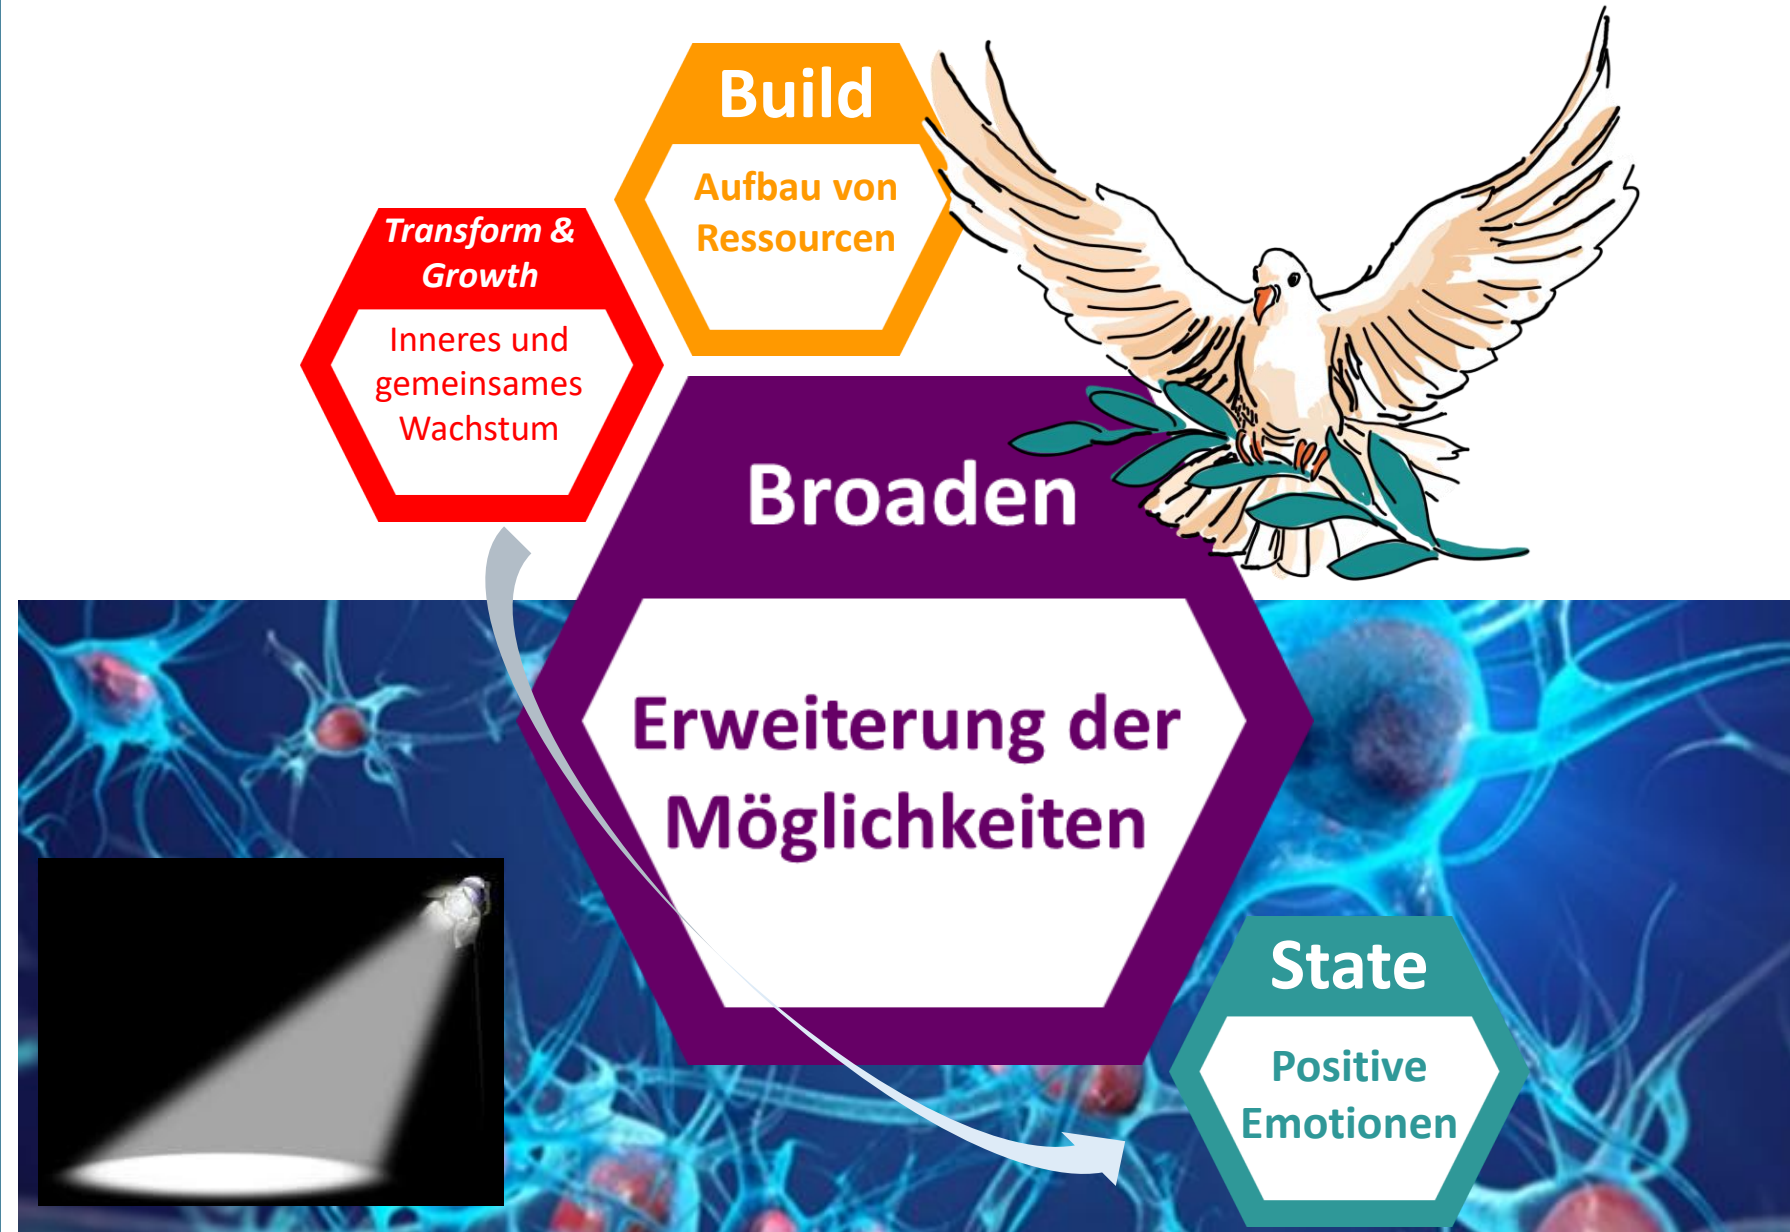 Build
Aufbau von
Ressourcen
Transform &
Growth
Inneres und
gemeinsames
Wachstum
Broaden
Erweiterung der
Möglichkeiten
State
Positive
Emotionen